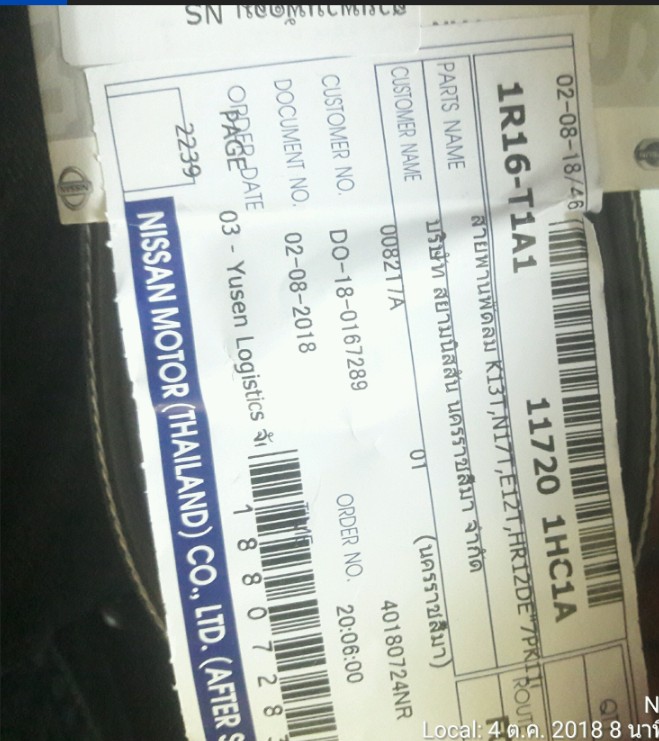 SN
02-08-18/46
1R16-T1A1 11720 1HC1A
PARTS NAME สายพานพัดลม K13T,N17T,E12T,HR12DE"7PK11
ROUT
CUSTOMER NAME บริษัท สยามนิสสัน นครราชสีมา จำกัด
008217A 01 (นครราชสีมา)
CUSTOMER NO. DO-18-0167289 ORDER NO. 40180724NR
DOCUMENT NO. 02-08-2018 20:06:00
ORDER DATE
PAGE 03 - Yusen Logistics
1 8 8 0 7 2 8
2239
NISSAN MOTOR (THAILAND) CO., LTD. (AFTER S
NISSAN
Local: 4 ต.ค. 2018 8 นาที